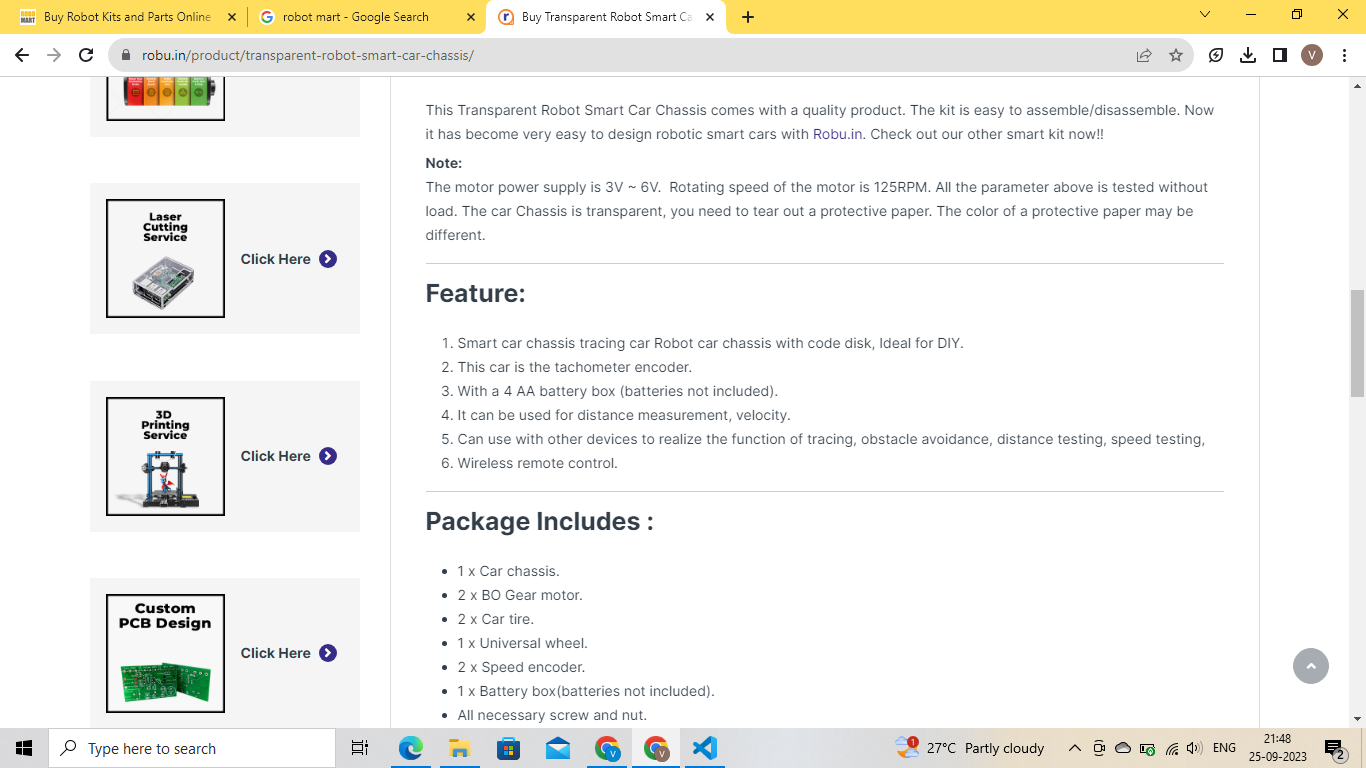 Buy Robot Kits and Parts Online
robot mart - Google Search
Buy Transparent Robot Smart Ca
robu.in/product/transparent-robot-smart-car-chassis/
V
This Transparent Robot Smart Car Chassis comes with a quality product. The kit is easy to assemble/disassemble. Now
it has become very easy to design robotic smart cars with Robu.in. Check out our other smart kit now!!
Note:
The motor power supply is 3V ~ 6V.  Rotating speed of the motor is 125RPM. All the parameter above is tested without
load. The car Chassis is transparent, you need to tear out a protective paper. The color of a protective paper may be
different.
Laser
Cutting
Service
Click Here
Feature:
1. Smart car chassis tracing car Robot car chassis with code disk, Ideal for DIY.
2. This car is the tachometer encoder.
3. With a 4 AA battery box (batteries not included).
4. It can be used for distance measurement, velocity.
5. Can use with other devices to realize the function of tracing, obstacle avoidance, distance testing, speed testing,
6. Wireless remote control.
3D
Printing
Service
Click Here
Package Includes :
• 1 x Car chassis.
• 2 x BO Gear motor.
• 2 x Car tire.
• 1 x Universal wheel.
• 2 x Speed encoder.
• 1 x Battery box(batteries not included).
• All necessary screw and nut.
Custom
PCB Design
Click Here
Type here to search
1
27°C Partly cloudy
ENG
21:48
25-09-2023
2